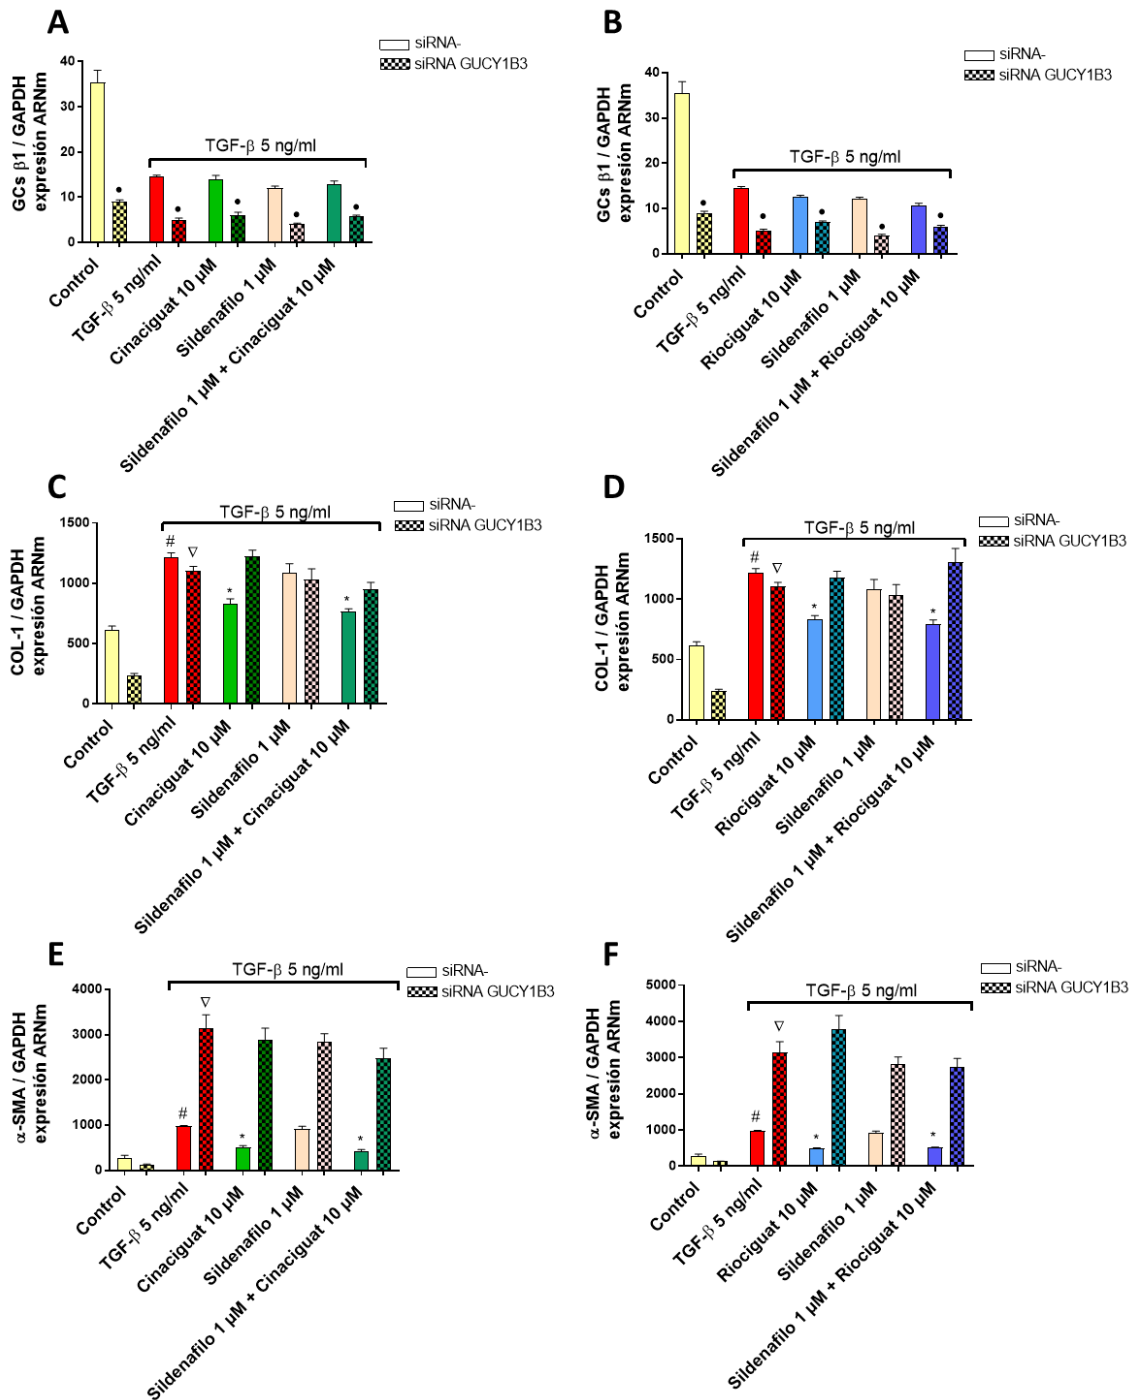 A
siRNA-
siRNA GUCY1B3
GCs β1 / GAPDH
expresión ARNm
40
30
20
10
0
TGF-β 5 ng/ml
Control
TGF-β 5 ng/ml
Cinaciguat 10 μM
Sildenafilo 1 μM
Sildenafilo 1 μM + Cinaciguat 10 μM
B
siRNA-
siRNA GUCY1B3
GCs β1 / GAPDH
expresión ARNm
40
30
20
10
0
TGF-β 5 ng/ml
Control
TGF-β 5 ng/ml
Riociguat 10 μM
Sildenafilo 1 μM
Sildenafilo 1 μM + Riociguat 10 μM
C
siRNA-
siRNA GUCY1B3
COL-1 / GAPDH
expresión ARNm
1500
1000
500
0
TGF-β 5 ng/ml
# ∇
* *
Control
TGF-β 5 ng/ml
Cinaciguat 10 μM
Sildenafilo 1 μM
Sildenafilo 1 μM + Cinaciguat 10 μM
D
siRNA-
siRNA GUCY1B3
COL-1 / GAPDH
expresión ARNm
1500
1000
500
0
TGF-β 5 ng/ml
# ∇
* *
Control
TGF-β 5 ng/ml
Riociguat 10 μM
Sildenafilo 1 μM
Sildenafilo 1 μM + Riociguat 10 μM
E
siRNA-
siRNA GUCY1B3
α-SMA / GAPDH
expresión ARNm
4000
3000
2000
1000
0
TGF-β 5 ng/ml
∇
#
* *
Control
TGF-β 5 ng/ml
Cinaciguat 10 μM
Sildenafilo 1 μM
Sildenafilo 1 μM + Cinaciguat 10 μM
F
siRNA-
siRNA GUCY1B3
α-SMA / GAPDH
expresión ARNm
5000
4000
3000
2000
1000
0
TGF-β 5 ng/ml
∇
#
* *
Control
TGF-β 5 ng/ml
Riociguat 10 μM
Sildenafilo 1 μM
Sildenafilo 1 μM + Riociguat 10 μM